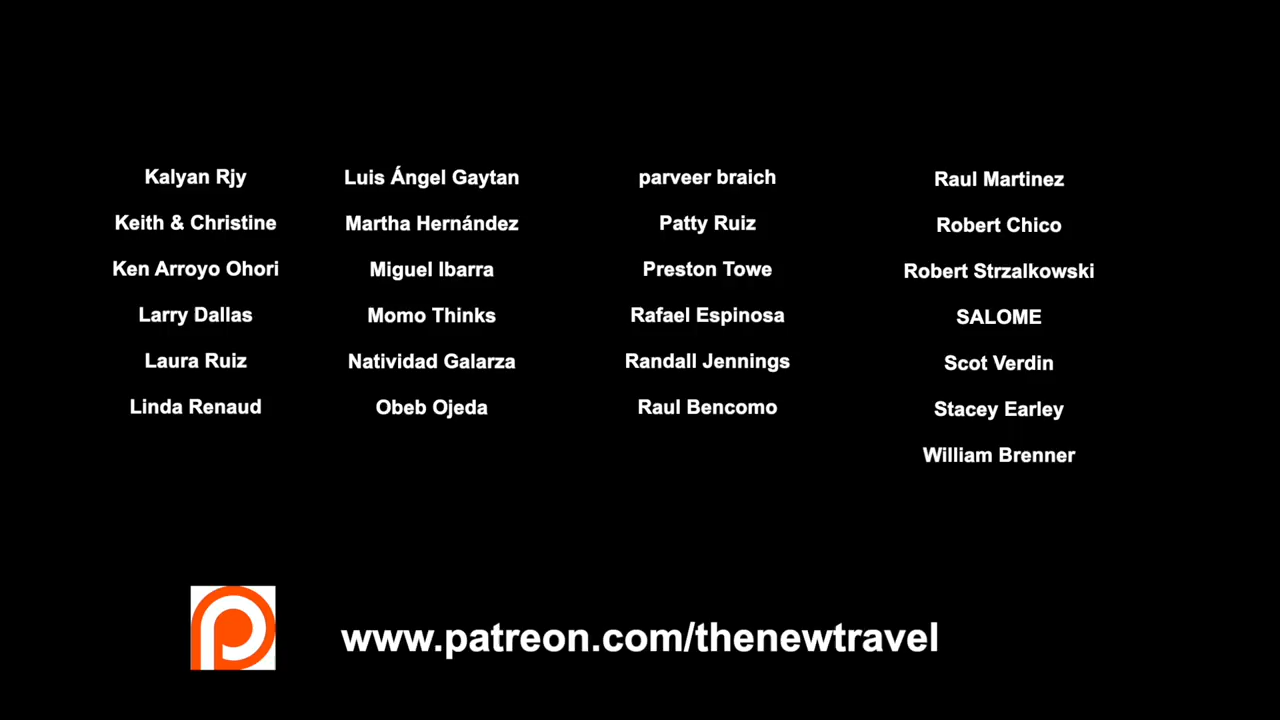 Kalyan Rjy
Keith & Christine
Ken Arroyo Ohori
Larry Dallas
Laura Ruiz
Linda Renaud
Luis Ángel Gaytan
Martha Hernández
Miguel Ibarra
Momo Thinks
Natividad Galarza
Obeb Ojeda
parveer braich
Patty Ruiz
Preston Towe
Rafael Espinosa
Randall Jennings
Raul Bencomo
Raul Martinez
Robert Chico
Robert Strzalkowski
SALOME
Scot Verdin
Stacey Earley
William Brenner
www.patreon.com/thenewtravel